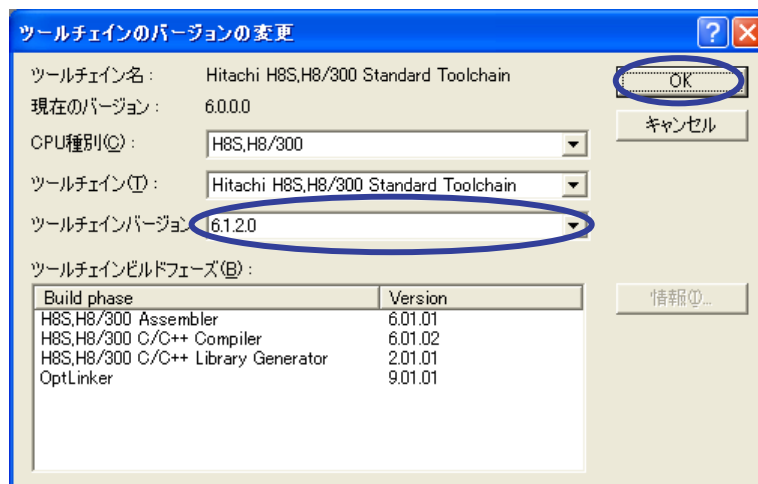 ツールチェインのバージョンの変更
ツールチェイン名： Hitachi H8S,H8/300 Standard Toolchain
OK
現在のバージョン： 6.0.0.0
キャンセル
CPU種別(C)： H8S,H8/300
ツールチェイン(T)： Hitachi H8S,H8/300 Standard Toolchain
ツールチェインバージョン 6.1.2.0
ツールチェインビルドフェーズ(B)：
Build phase Version
情報(I)...
H8S,H8/300 Assembler 6.01.01
H8S,H8/300 C/C++ Compiler 6.01.02
H8S,H8/300 C/C++ Library Generator 2.01.01
OptLinker 9.01.01